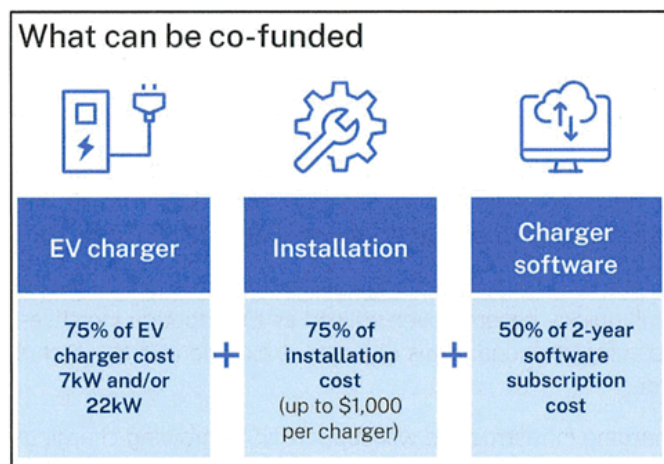 What can be co-funded
EV charger
Installation
Charger
software
75% of EV
charger cost
7kW and/or
22kW
+
75% of
installation
cost
(up to $1,000
per charger)
+
50% of 2-year
software
subscription
cost